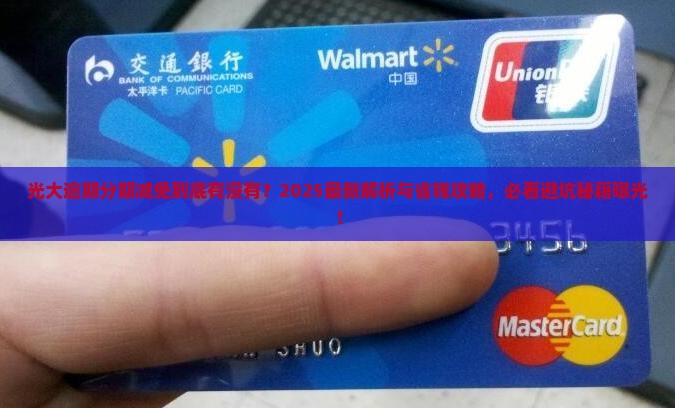 交通銀行
BANK OF COMMUNICATIONS
太平洋卡 PACIFIC CARD
Walmart
中国
UnionPay
银联
光大逾期分期减免到底有没有？2025最新解析与省钱攻略，必看避坑秘籍曝光
！
3456
MasterCard
SHUO